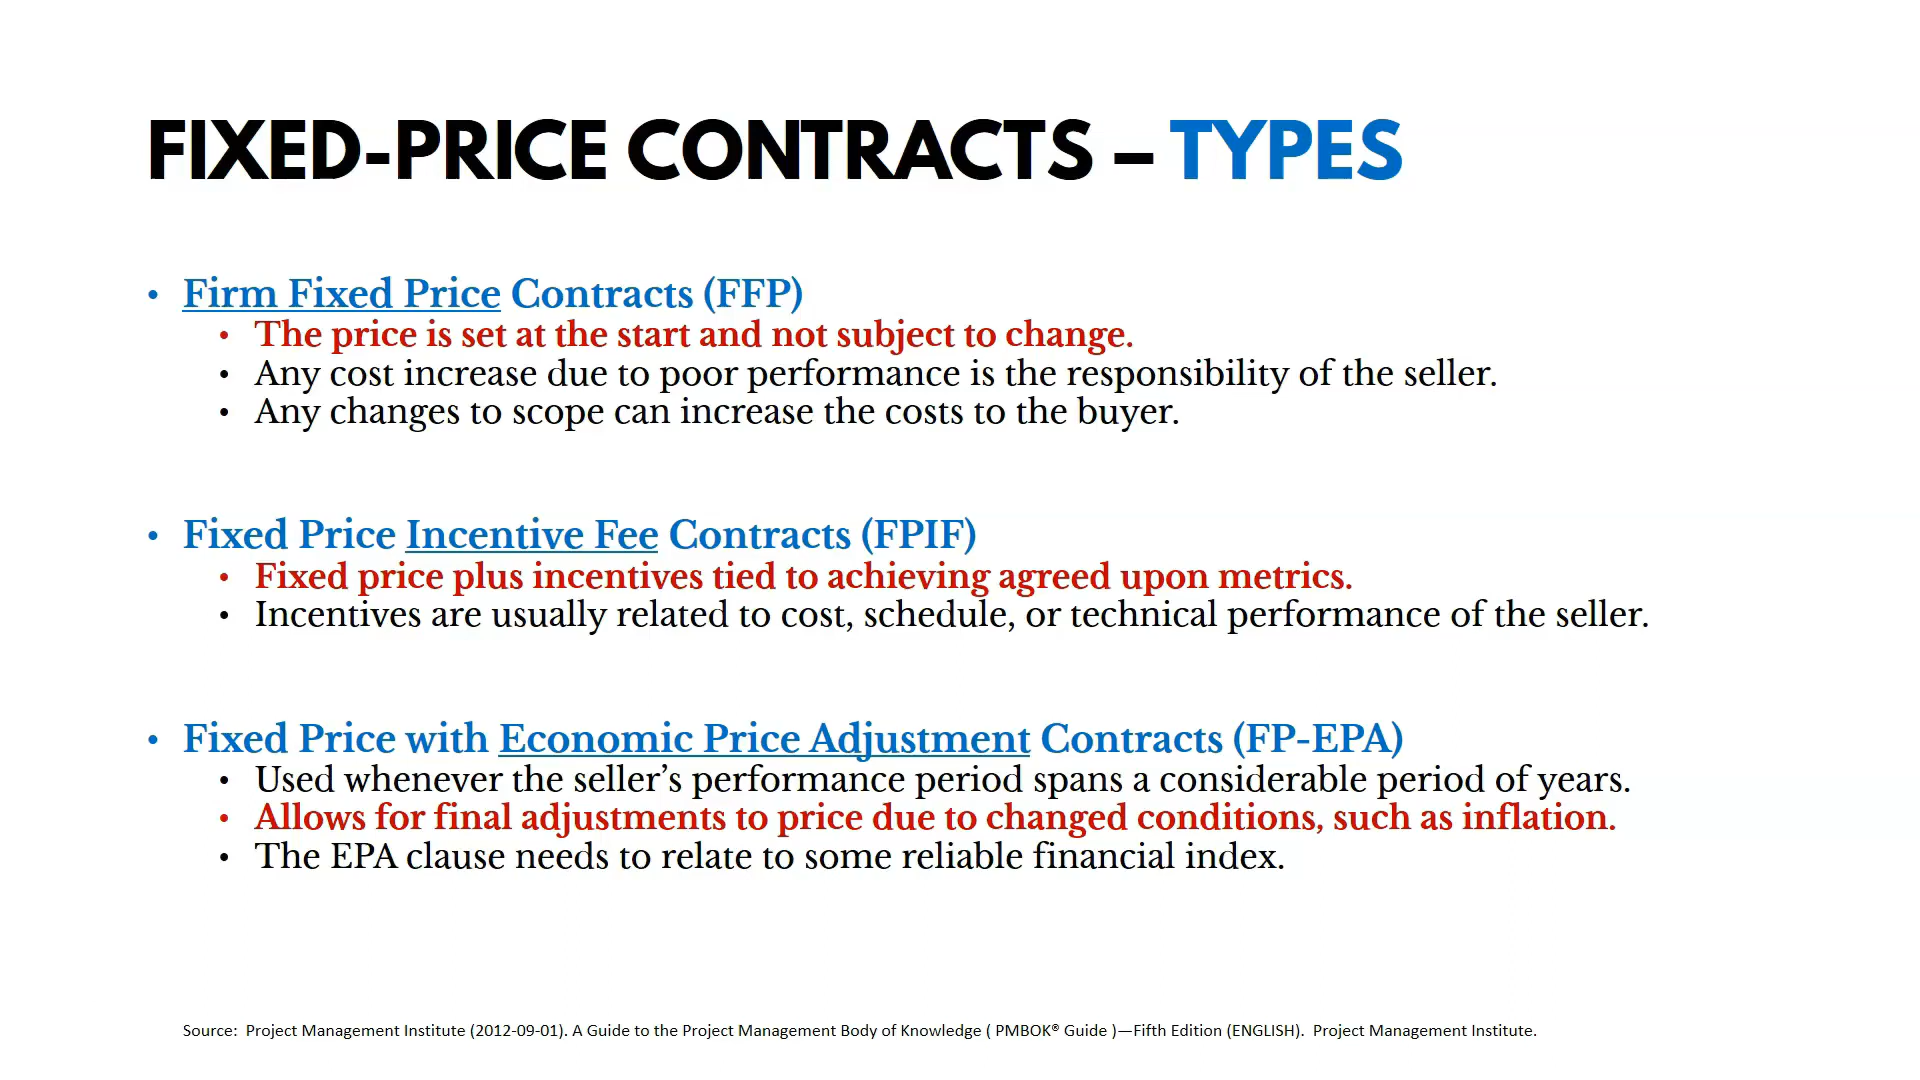 FIXED-PRICE CONTRACTS – TYPES
• Firm Fixed Price Contracts (FFP)
• The price is set at the start and not subject to change.
• Any cost increase due to poor performance is the responsibility of the seller.
• Any changes to scope can increase the costs to the buyer.
• Fixed Price Incentive Fee Contracts (FPIF)
• Fixed price plus incentives tied to achieving agreed upon metrics.
• Incentives are usually related to cost, schedule, or technical performance of the seller.
• Fixed Price with Economic Price Adjustment Contracts (FP-EPA)
• Used whenever the seller’s performance period spans a considerable period of years.
• Allows for final adjustments to price due to changed conditions, such as inflation.
• The EPA clause needs to relate to some reliable financial index.
Source:  Project Management Institute (2012-09-01). A Guide to the Project Management Body of Knowledge ( PMBOK® Guide )—Fifth Edition (ENGLISH).  Project Management Institute.